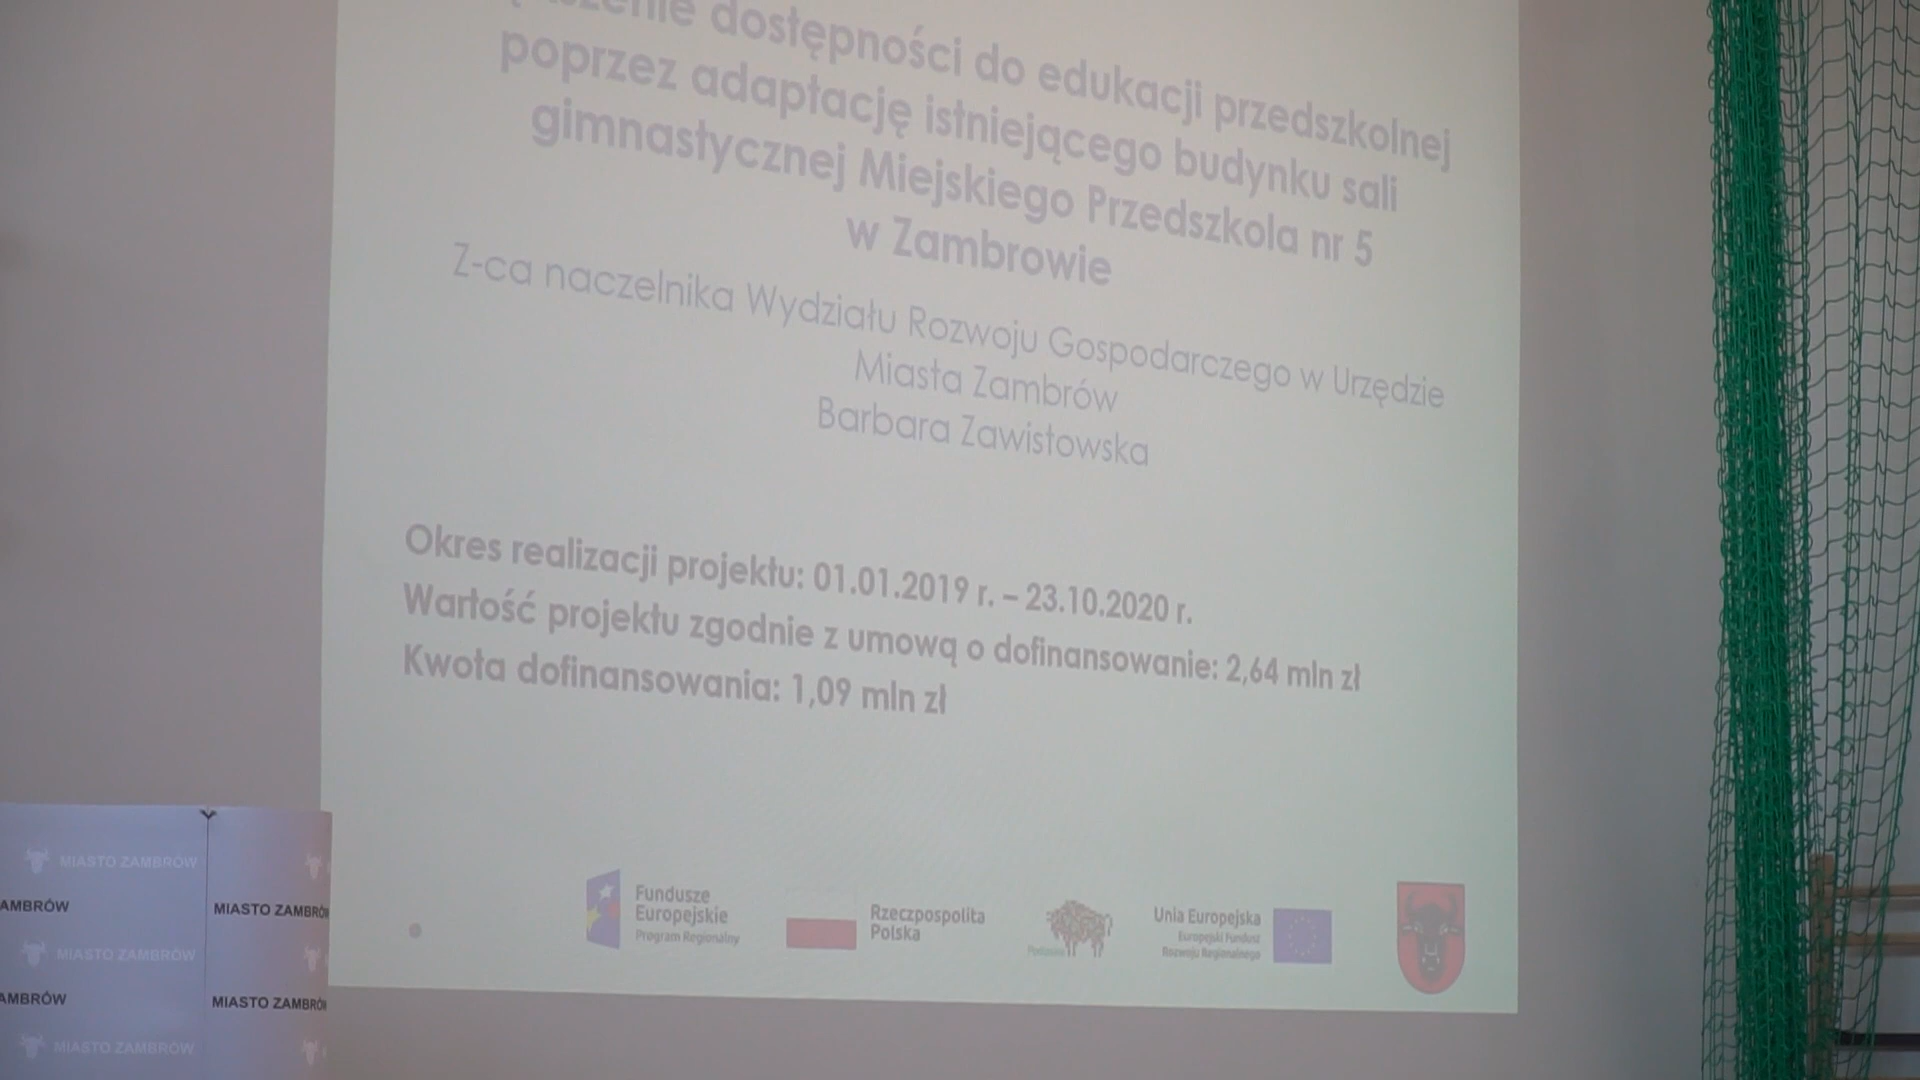 dostępności do edukacji przedszkolnej
poprzez adaptację istniejącego budynku sali
gimnastycznej Miejskiego Przedszkola nr 5
w Zambrowie
Z-ca naczelnika Wydziału Rozwoju Gospodarczego w Urzędzie
Miasta Zambrów
Barbara Zawistowska
Okres realizacji projektu: 01.01.2019 r. – 23.10.2020 r.
Wartość projektu zgodnie z umową o dofinansowanie: 2,64 mln zł
Kwota dofinansowania: 1,09 mln zł
Fundusze
Europejskie
Program Regionalny
Rzeczpospolita
Polska
Podlaskie
Unia Europejska
Europejski Fundusz
Rozwoju Regionalnego
MIASTO ZAMBRÓW
AMBRÓW
MIASTO ZAMBRÓW
MIASTO ZAMBRÓW
AMBRÓW
MIASTO ZAMBRÓW
MIASTO ZAMBRÓW